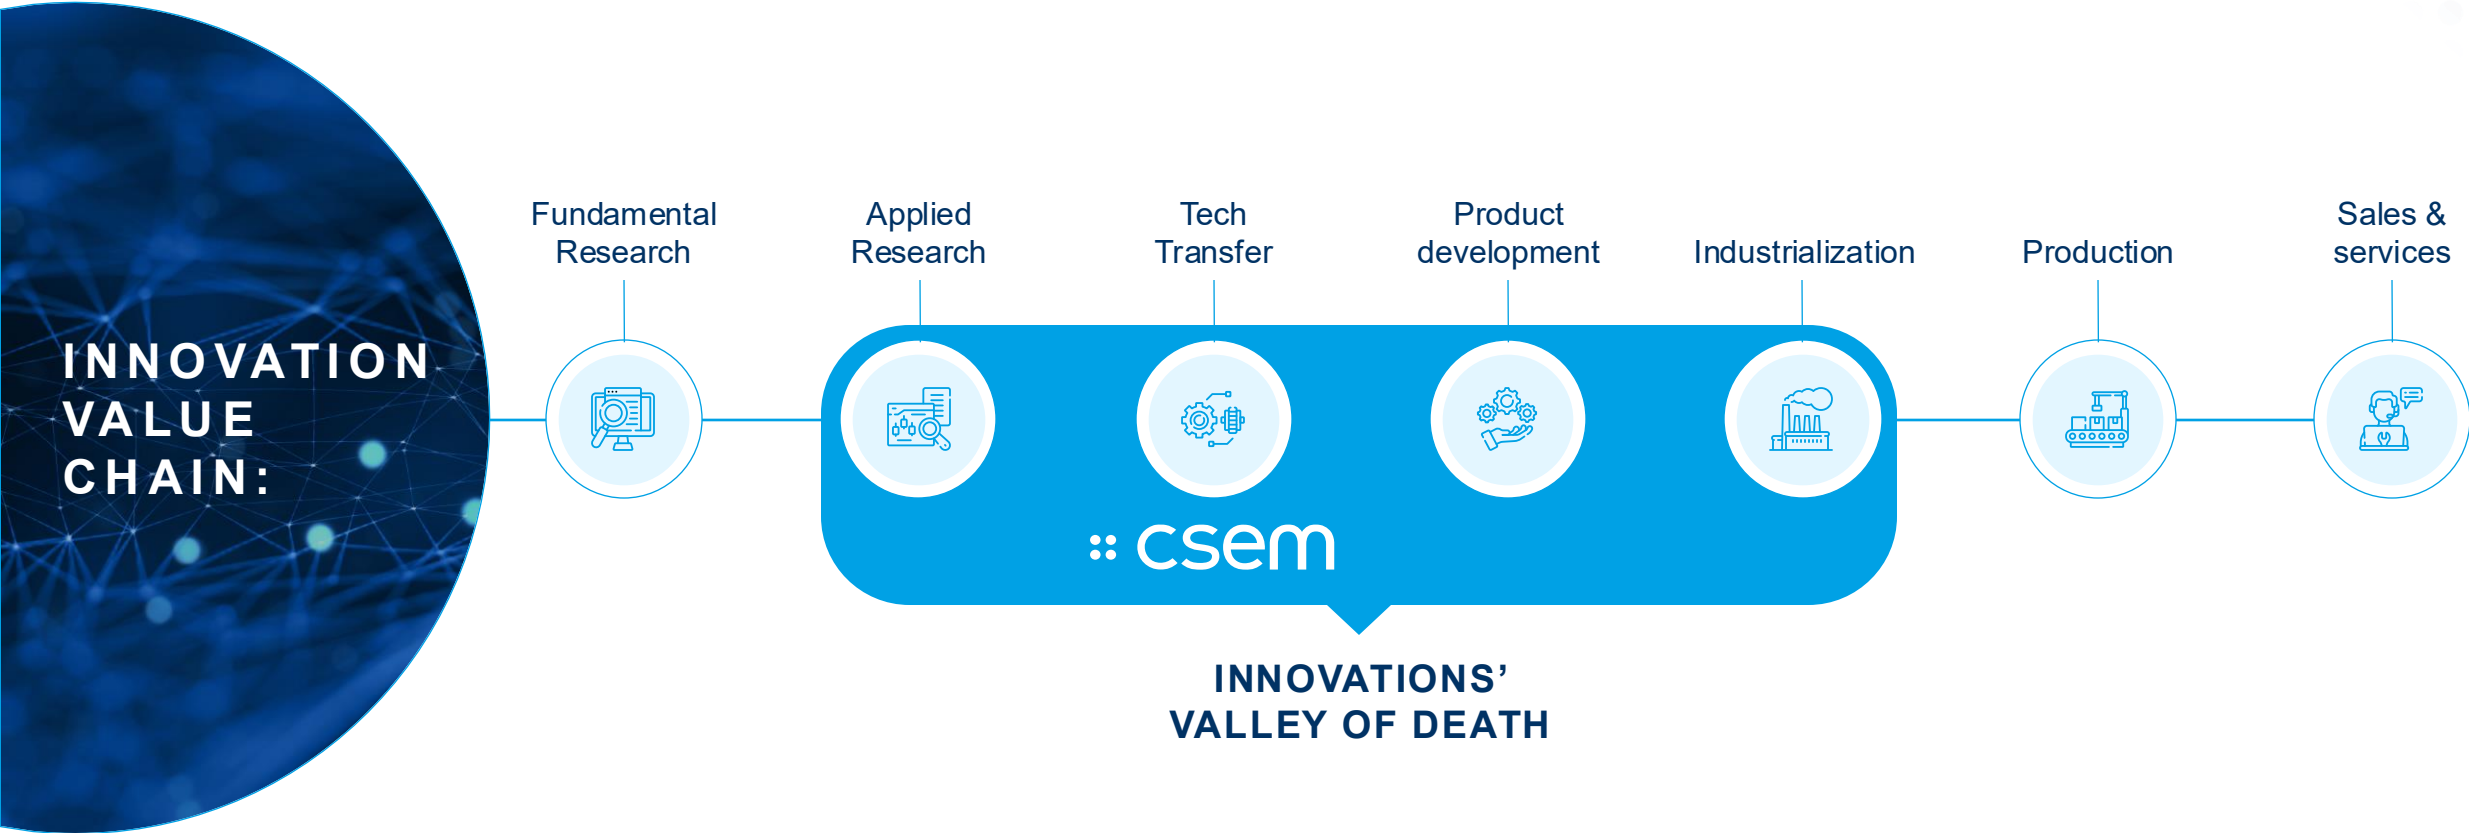 INNOVATION
VALUE
CHAIN:
Fundamental
Research
Applied
Research
Tech
Transfer
Product
development
Industrialization
Production
Sales &
services
csem
INNOVATIONS’
VALLEY OF DEATH